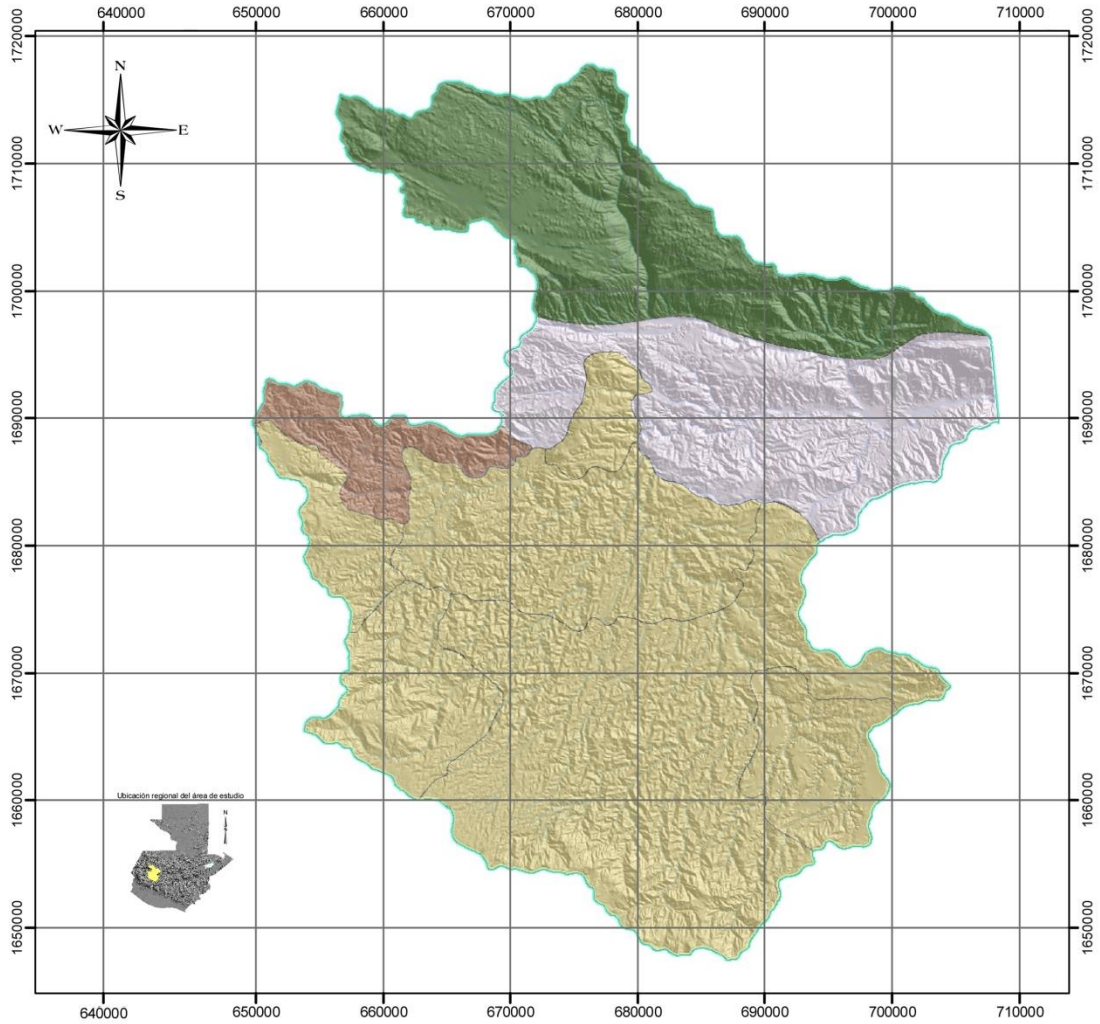 640000 650000 660000 670000 680000 690000 700000 710000
1720000 1720000
N
W E
S
1710000 1710000
1700000 1700000
1690000 1690000
1680000 1680000
1670000 1670000
Ubicación regional del área de estudio
N
1660000 1660000
1650000 1650000
640000 650000 660000 670000 680000 690000 700000 710000